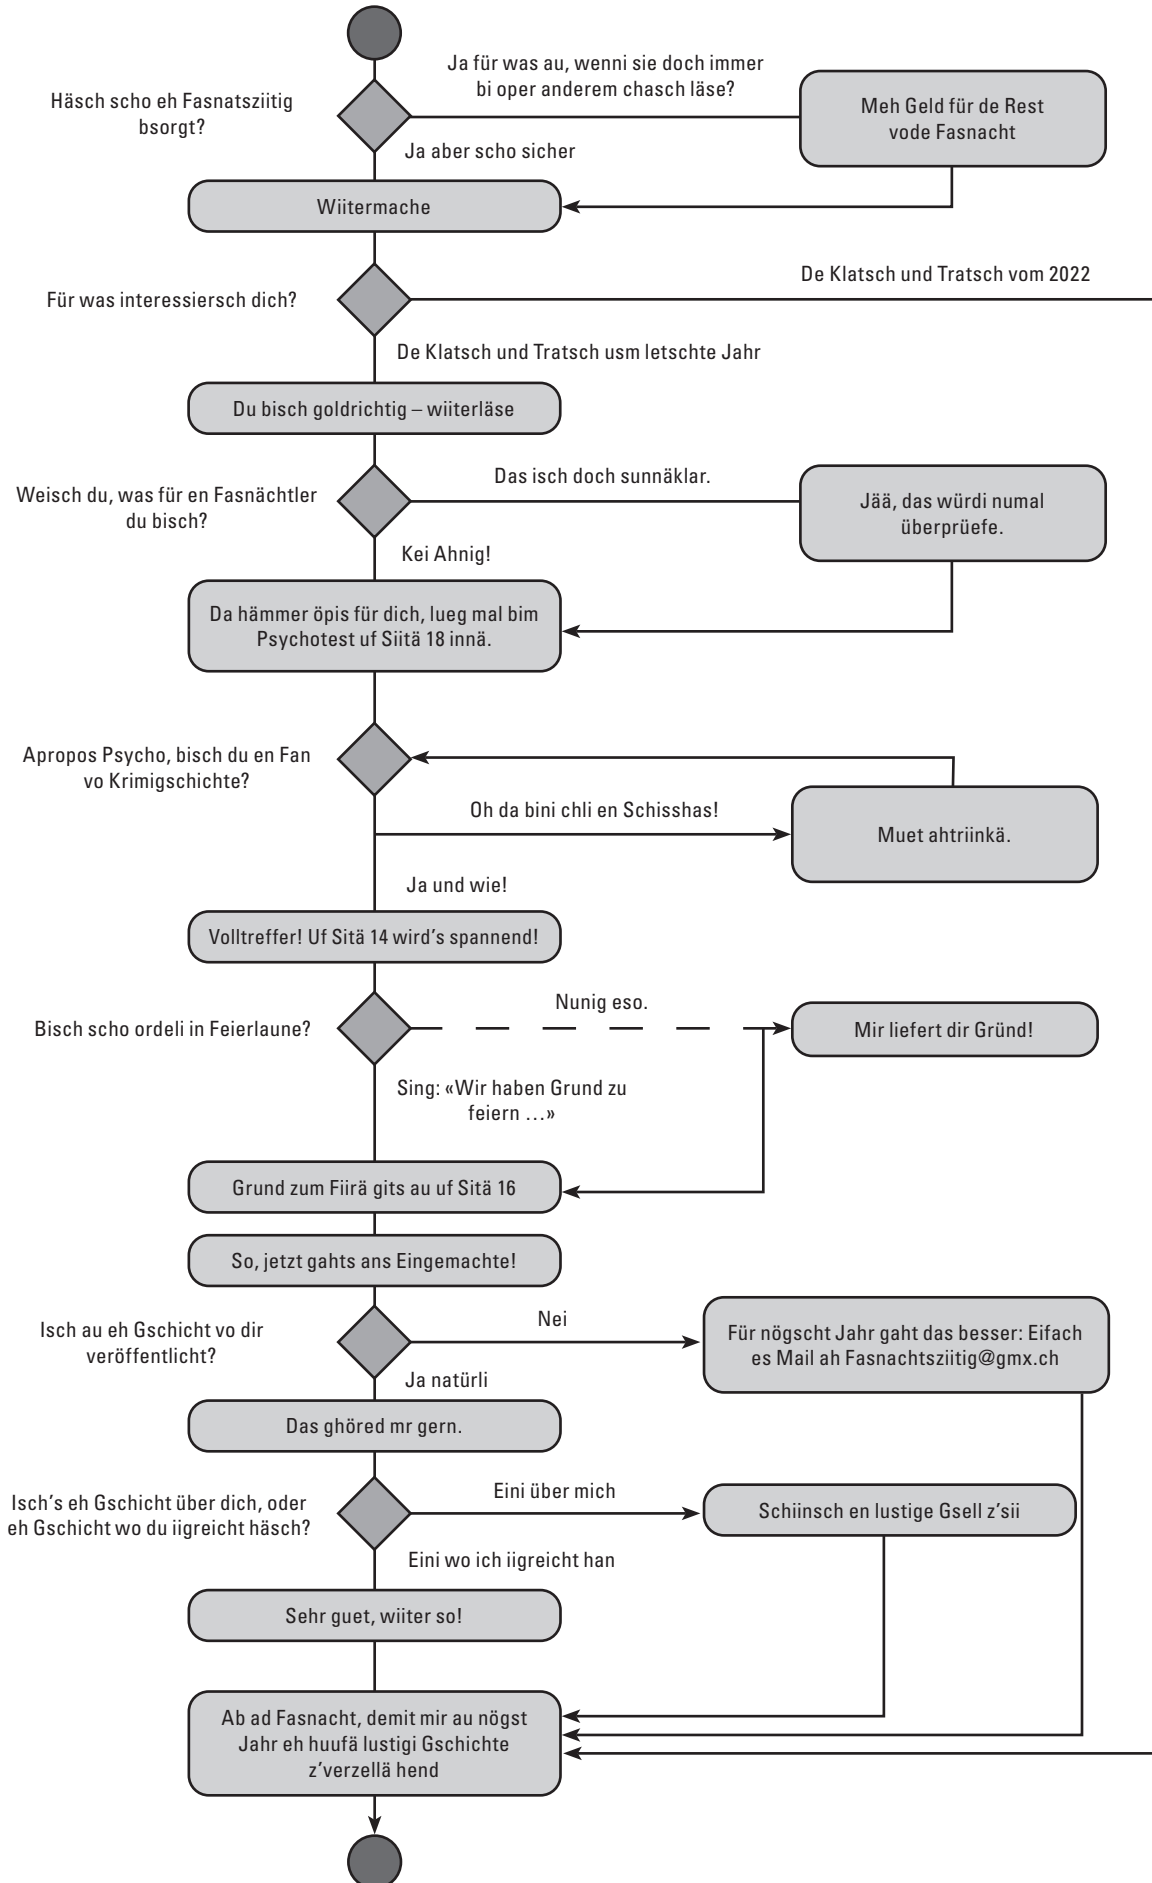 Ja für was au, wenni sie doch immer
bi oper anderem chasch läse?
Häsch scho eh Fasnatsziitig
bsorgt?
Meh Geld für de Rest
vode Fasnacht
Ja aber scho sicher
Wiitermache
De Klatsch und Tratsch vom 2022
Für was interessiersch dich?
De Klatsch und Tratsch usm letschte Jahr
Du bisch goldrichtig – wiiterläse
Das isch doch sunnäklar.
Weisch du, was für en Fasnächtler
du bisch?
Jää, das würdi numal
überprüefe.
Kei Ahnig!
Da hämmer öpis für dich, lueg mal bim
Psychotest uf Siitä 18 innä.
Apropos Psycho, bisch du en Fan
vo Krimigschichte?
Oh da bini chli en Schisshas!
Muet ahtriinkä.
Ja und wie!
Volltreffer! Uf Sitä 14 wird’s spannend!
Nunig eso.
Bisch scho ordeli in Feierlaune?
Mir liefert dir Gründ!
Sing: «Wir haben Grund zu
feiern …»
Grund zum Fiirä gits au uf Sitä 16
So, jetzt gahts ans Eingemachte!
Nei
Isch au eh Gschicht vo dir
veröffentlicht?
Für nögscht Jahr gaht das besser: Eifach
es Mail ah Fasnachtsziitig@gmx.ch
Ja natürli
Das ghöred mr gern.
Eini über mich
Isch’s eh Gschicht über dich, oder
eh Gschicht wo du iigreicht häsch?
Schiinsch en lustige Gsell z’sii
Eini wo ich iigreicht han
Sehr guet, wiiter so!
Ab ad Fasnacht, demit mir au nögst
Jahr eh huufä lustigi Gschichte
z’verzellä hend